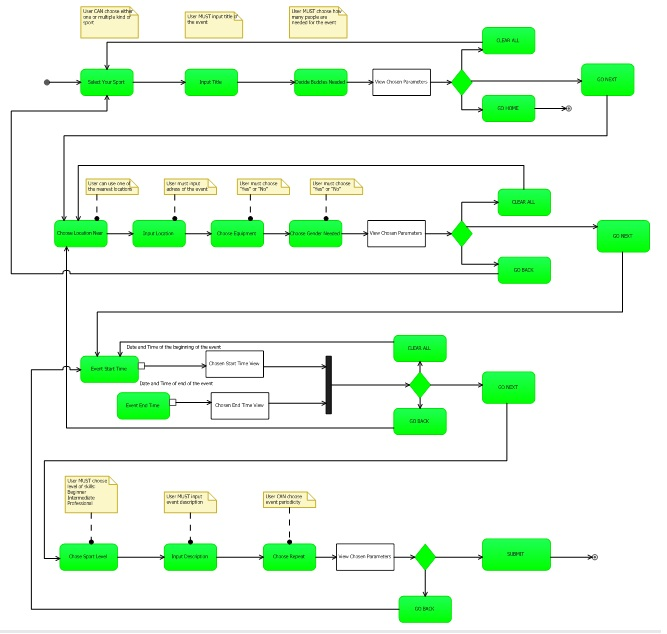 User CAN choose either
one or multiple kind of
sport
User MUST input title of
the event
User MUST choose how
many people are
needed for the event
CLEAR ALL
Select Your Sport
Input Title
Decide Buddies Needed
View Chosen Parameters
GO NEXT
GO HOME
User can use one of
the nearest locations
User must input
adress of the event
User must choose
"Yes" or "No"
User must choose
"Yes" or "No"
CLEAR ALL
Choose Location Near
Input Location
Choose Equipment
Choose Gender Needed
View Chosen Parameters
GO NEXT
GO BACK
Date and Time of the beginning of the event
CLEAR ALL
Event Start Time
Chosen Start Time View
Date and Time of end of the event
GO NEXT
Event End Time
Chosen End Time View
GO BACK
User MUST choose
level of skills:
Beginner
Intermediate
Professional
User MUST input
event description
User CAN choose
event periodicity
Chose Sport Level
Input Description
Choose Repeat
View Chosen Parameters
SUBMIT
GO BACK